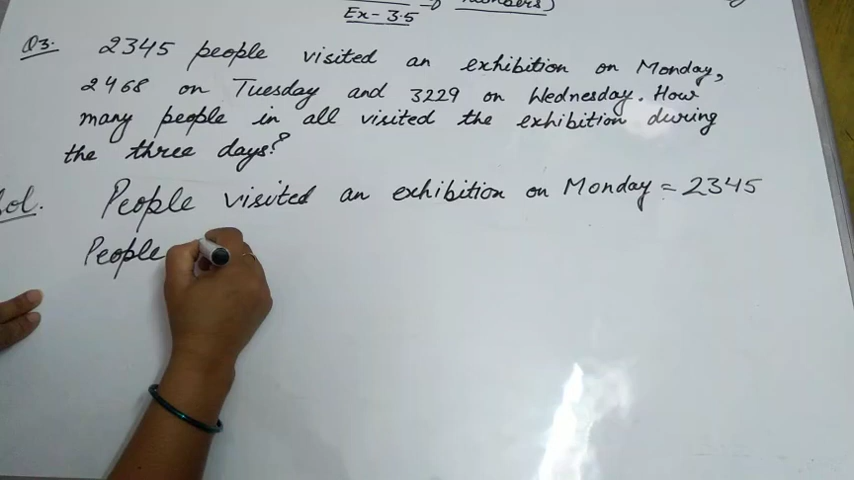 Ex-3.5 → numbers)
Q3. 2345 people visited an exhibition on Monday,
2468 on Tuesday and 3229 on Wednesday. How
many people in all visited the exhibition during
the three days?
Sol. People visited an exhibition on Monday = 2345
People